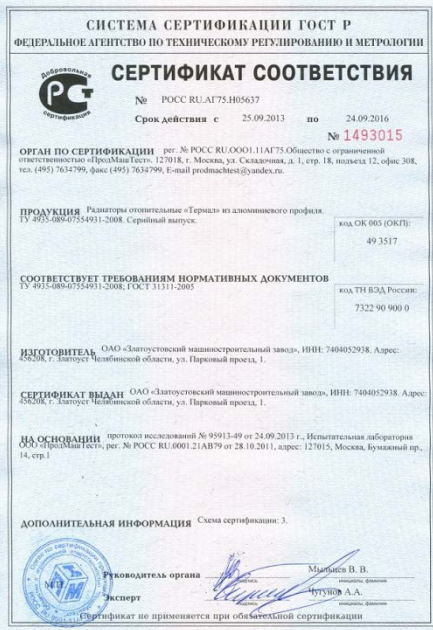 СИСТЕМА СЕРТИФИКАЦИИ ГОСТ Р
ФЕДЕРАЛЬНОЕ АГЕНТСТВО ПО ТЕХНИЧЕСКОМУ РЕГУЛИРОВАНИЮ И МЕТРОЛОГИИ
Добровольная
сертификация
СЕРТИФИКАТ СООТВЕТСТВИЯ
№ РОСС RU.АГ75.Н05637
Срок действия с 25.09.2013 по 24.09.2016
№ 1493015
ОРГАН ПО СЕРТИФИКАЦИИ рег. № РОСС RU.0001.11АГ75.Общество с ограниченной
ответственностью «ПродМашТест». 127018, г. Москва, ул. Складочная, д. 1, стр. 18, подъезд 12, офис 308,
тел. (495) 7634799, факс (495) 7634799, E-mail prodmachtest@yandex.ru.
ПРОДУКЦИЯ Радиаторы отопительные «Термал» из алюминиевого профиля.
ТУ 4935-089-07554931-2008. Серийный выпуск.
код ОК 005 (ОКП):
49 3517
СООТВЕТСТВУЕТ ТРЕБОВАНИЯМ НОРМАТИВНЫХ ДОКУМЕНТОВ
ТУ 4935-089-07554931-2008; ГОСТ 31311-2005
код ТН ВЭД России:
7322 90 900 0
ИЗГОТОВИТЕЛЬ ОАО «Златоустовский машиностроительный завод», ИНН: 7404052938. Адрес:
456208, г. Златоуст Челябинской области, ул. Парковый проезд, 1.
СЕРТИФИКАТ ВЫДАН ОАО «Златоустовский машиностроительный завод», ИНН: 7404052938. Адрес:
456208, г. Златоуст Челябинской области, ул. Парковый проезд, 1.
НА ОСНОВАНИИ протокол исследований № 95913-49 от 24.09.2013 г., Испытательная лаборатория
ООО «ПродМашТест», рег. № РОСС RU.0001.21АВ79 от 28.10.2011, адрес: 127015, Москва, Бумажный пр.,
14, стр.1
ДОПОЛНИТЕЛЬНАЯ ИНФОРМАЦИЯ Схема сертификации: 3.
М.П.
Руководитель органа Мыльцев В. В.
подпись инициалы, фамилия
Эксперт Чугунов А.А.
подпись инициалы, фамилия
Сертификат не применяется при обязательной сертификации